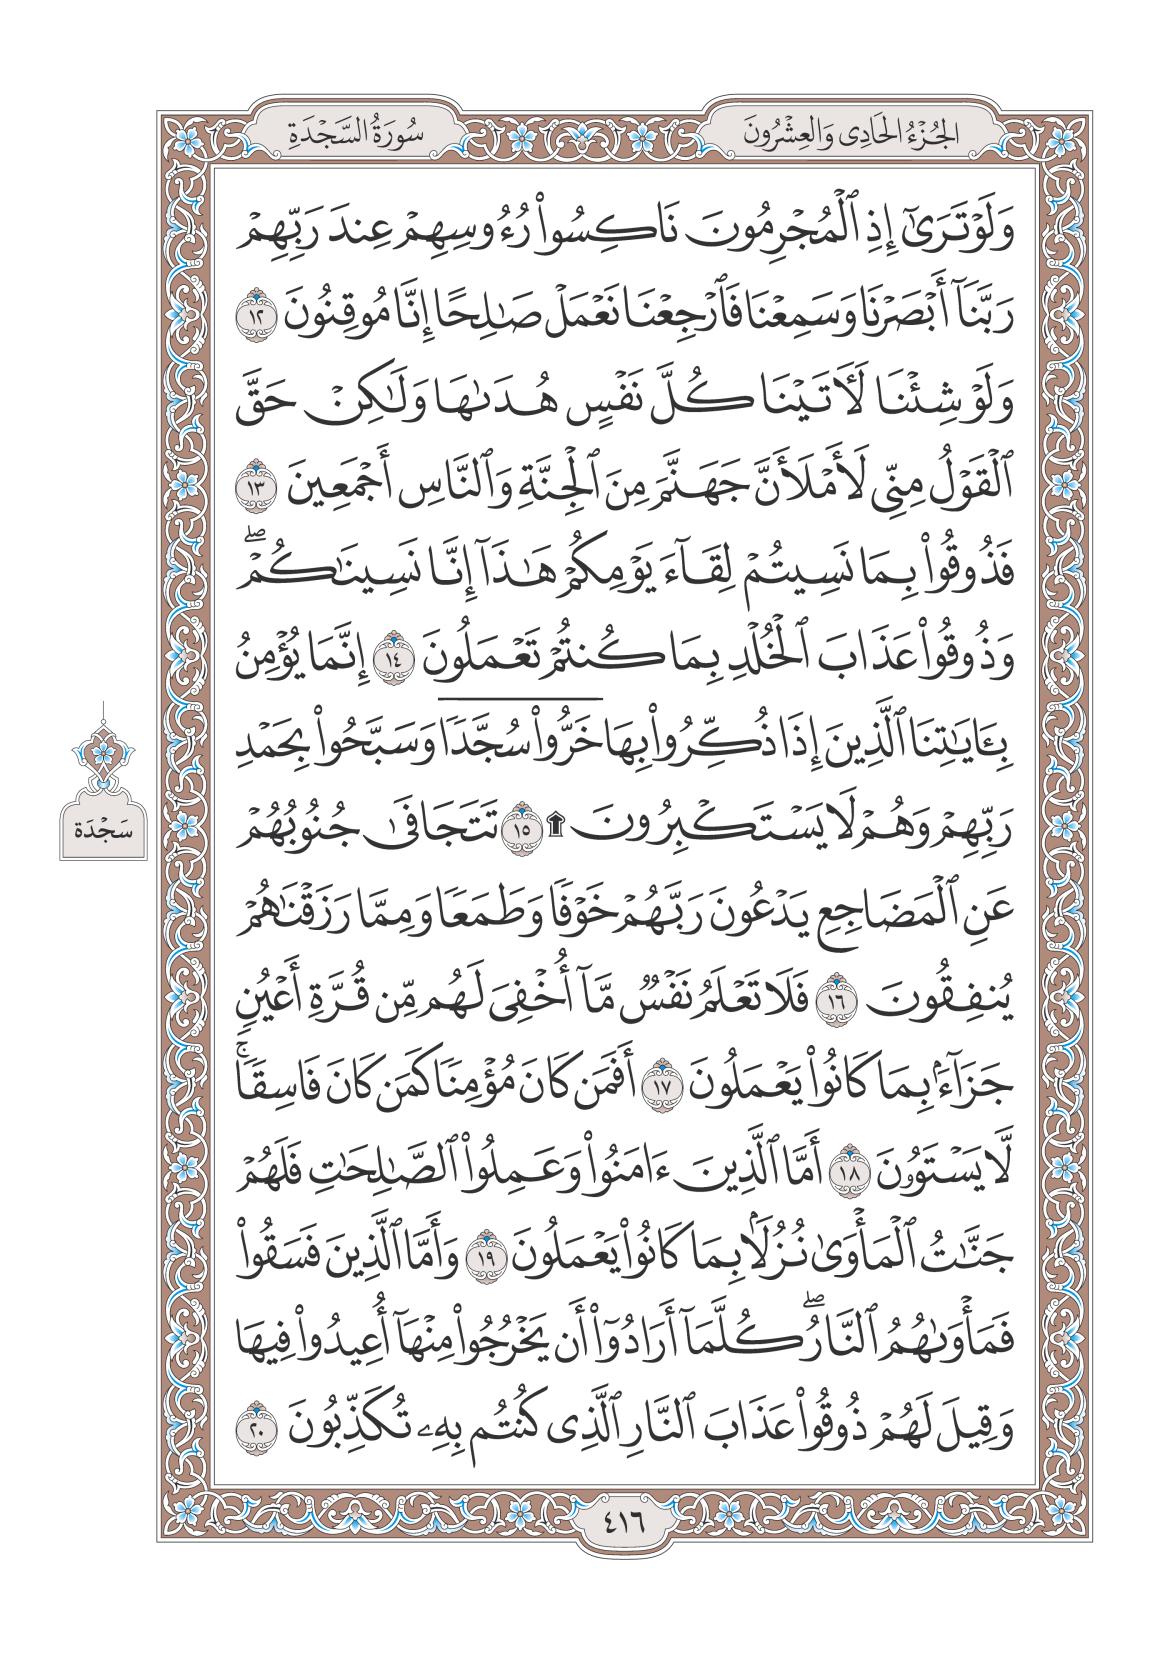 الجُزْءُ الحَادِى وَالعِشْرُونَ
سُورَةُ السَّجْدَةِ
وَلَوْ تَرَىٰٓ إِذِ ٱلْمُجْرِمُونَ نَاكِسُوا۟ رُءُوسِهِمْ عِندَ رَبِّهِمْ
رَبَّنَآ أَبْصَرْنَا وَسَمِعْنَا فَٱرْجِعْنَا نَعْمَلْ صَـٰلِحًا إِنَّا مُوقِنُونَ ١٢
وَلَوْ شِئْنَا لَـَٔاتَيْنَا كُلَّ نَفْسٍ هُدَىٰهَا وَلَـٰكِنْ حَقَّ
ٱلْقَوْلُ مِنِّى لَأَمْلَأَنَّ جَهَنَّمَ مِنَ ٱلْجِنَّةِ وَٱلنَّاسِ أَجْمَعِينَ ١٣
فَذُوقُوا۟ بِمَا نَسِيتُمْ لِقَآءَ يَوْمِكُمْ هَـٰذَآ إِنَّا نَسِينَـٰكُمْ ۖ
وَذُوقُوا۟ عَذَابَ ٱلْخُلْدِ بِمَا كُنتُمْ تَعْمَلُونَ ١٤ إِنَّمَا يُؤْمِنُ
بِـَٔايَـٰتِنَا ٱلَّذِينَ إِذَا ذُكِّرُوا۟ بِهَا خَرُّوا۟ سُجَّدًا وَسَبَّحُوا۟ بِحَمْدِ
رَبِّهِمْ وَهُمْ لَا يَسْتَكْبِرُونَ ۩ ١٥ تَتَجَافَىٰ جُنُوبُهُمْ
سَجْدَة
عَنِ ٱلْمَضَاجِعِ يَدْعُونَ رَبَّهُمْ خَوْفًا وَطَمَعًا وَمِمَّا رَزَقْنَـٰهُمْ
يُنفِقُونَ ١٦ فَلَا تَعْلَمُ نَفْسٌ مَّآ أُخْفِىَ لَهُم مِّن قُرَّةِ أَعْيُنٍ
جَزَآءًۢ بِمَا كَانُوا۟ يَعْمَلُونَ ١٧ أَفَمَن كَانَ مُؤْمِنًا كَمَن كَانَ فَاسِقًا ۚ
لَّا يَسْتَوُۥنَ ١٨ أَمَّا ٱلَّذِينَ ءَامَنُوا۟ وَعَمِلُوا۟ ٱلصَّـٰلِحَـٰتِ فَلَهُمْ
جَنَّـٰتُ ٱلْمَأْوَىٰ نُزُلًۢا بِمَا كَانُوا۟ يَعْمَلُونَ ١٩ وَأَمَّا ٱلَّذِينَ فَسَقُوا۟
فَمَأْوَىٰهُمُ ٱلنَّارُ ۖ كُلَّمَآ أَرَادُوٓا۟ أَن يَخْرُجُوا۟ مِنْهَآ أُعِيدُوا۟ فِيهَا
وَقِيلَ لَهُمْ ذُوقُوا۟ عَذَابَ ٱلنَّارِ ٱلَّذِى كُنتُم بِهِۦ تُكَذِّبُونَ ٢٠
٤١٦